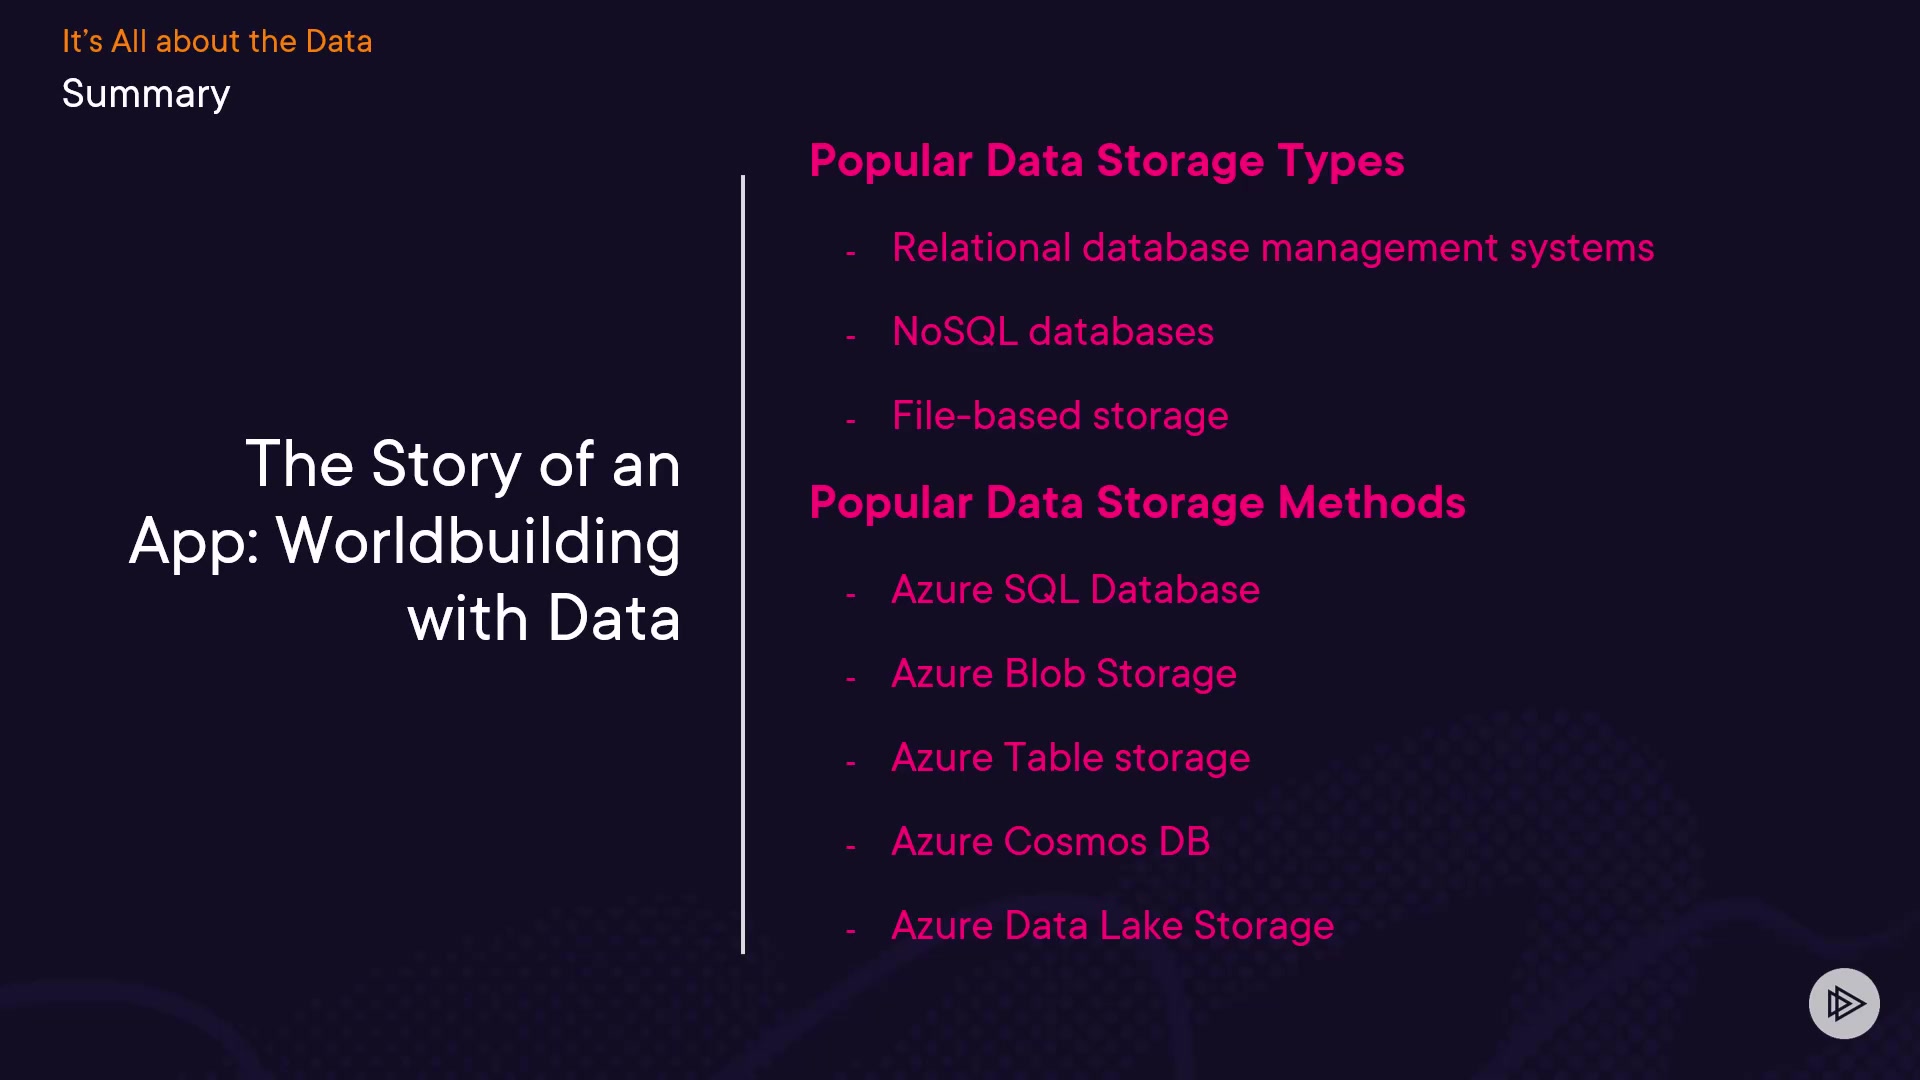 It’s All about the Data
Summary
The Story of an
App: Worldbuilding
with Data
Popular Data Storage Types
- Relational database management systems
- NoSQL databases
- File-based storage
Popular Data Storage Methods
- Azure SQL Database
- Azure Blob Storage
- Azure Table storage
- Azure Cosmos DB
- Azure Data Lake Storage